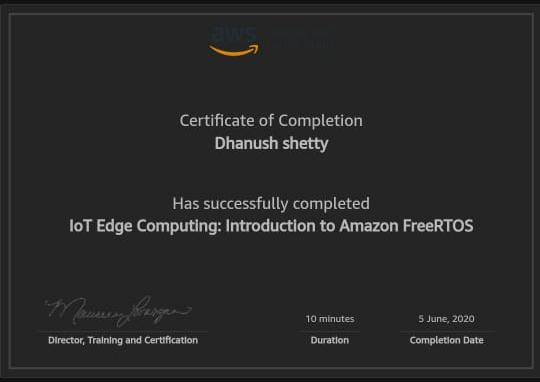 aws
Certificate of Completion
Dhanush shetty
Has successfully completed
IoT Edge Computing: Introduction to Amazon FreeRTOS
10 minutes
5 June, 2020
Director, Training and Certification
Duration
Completion Date